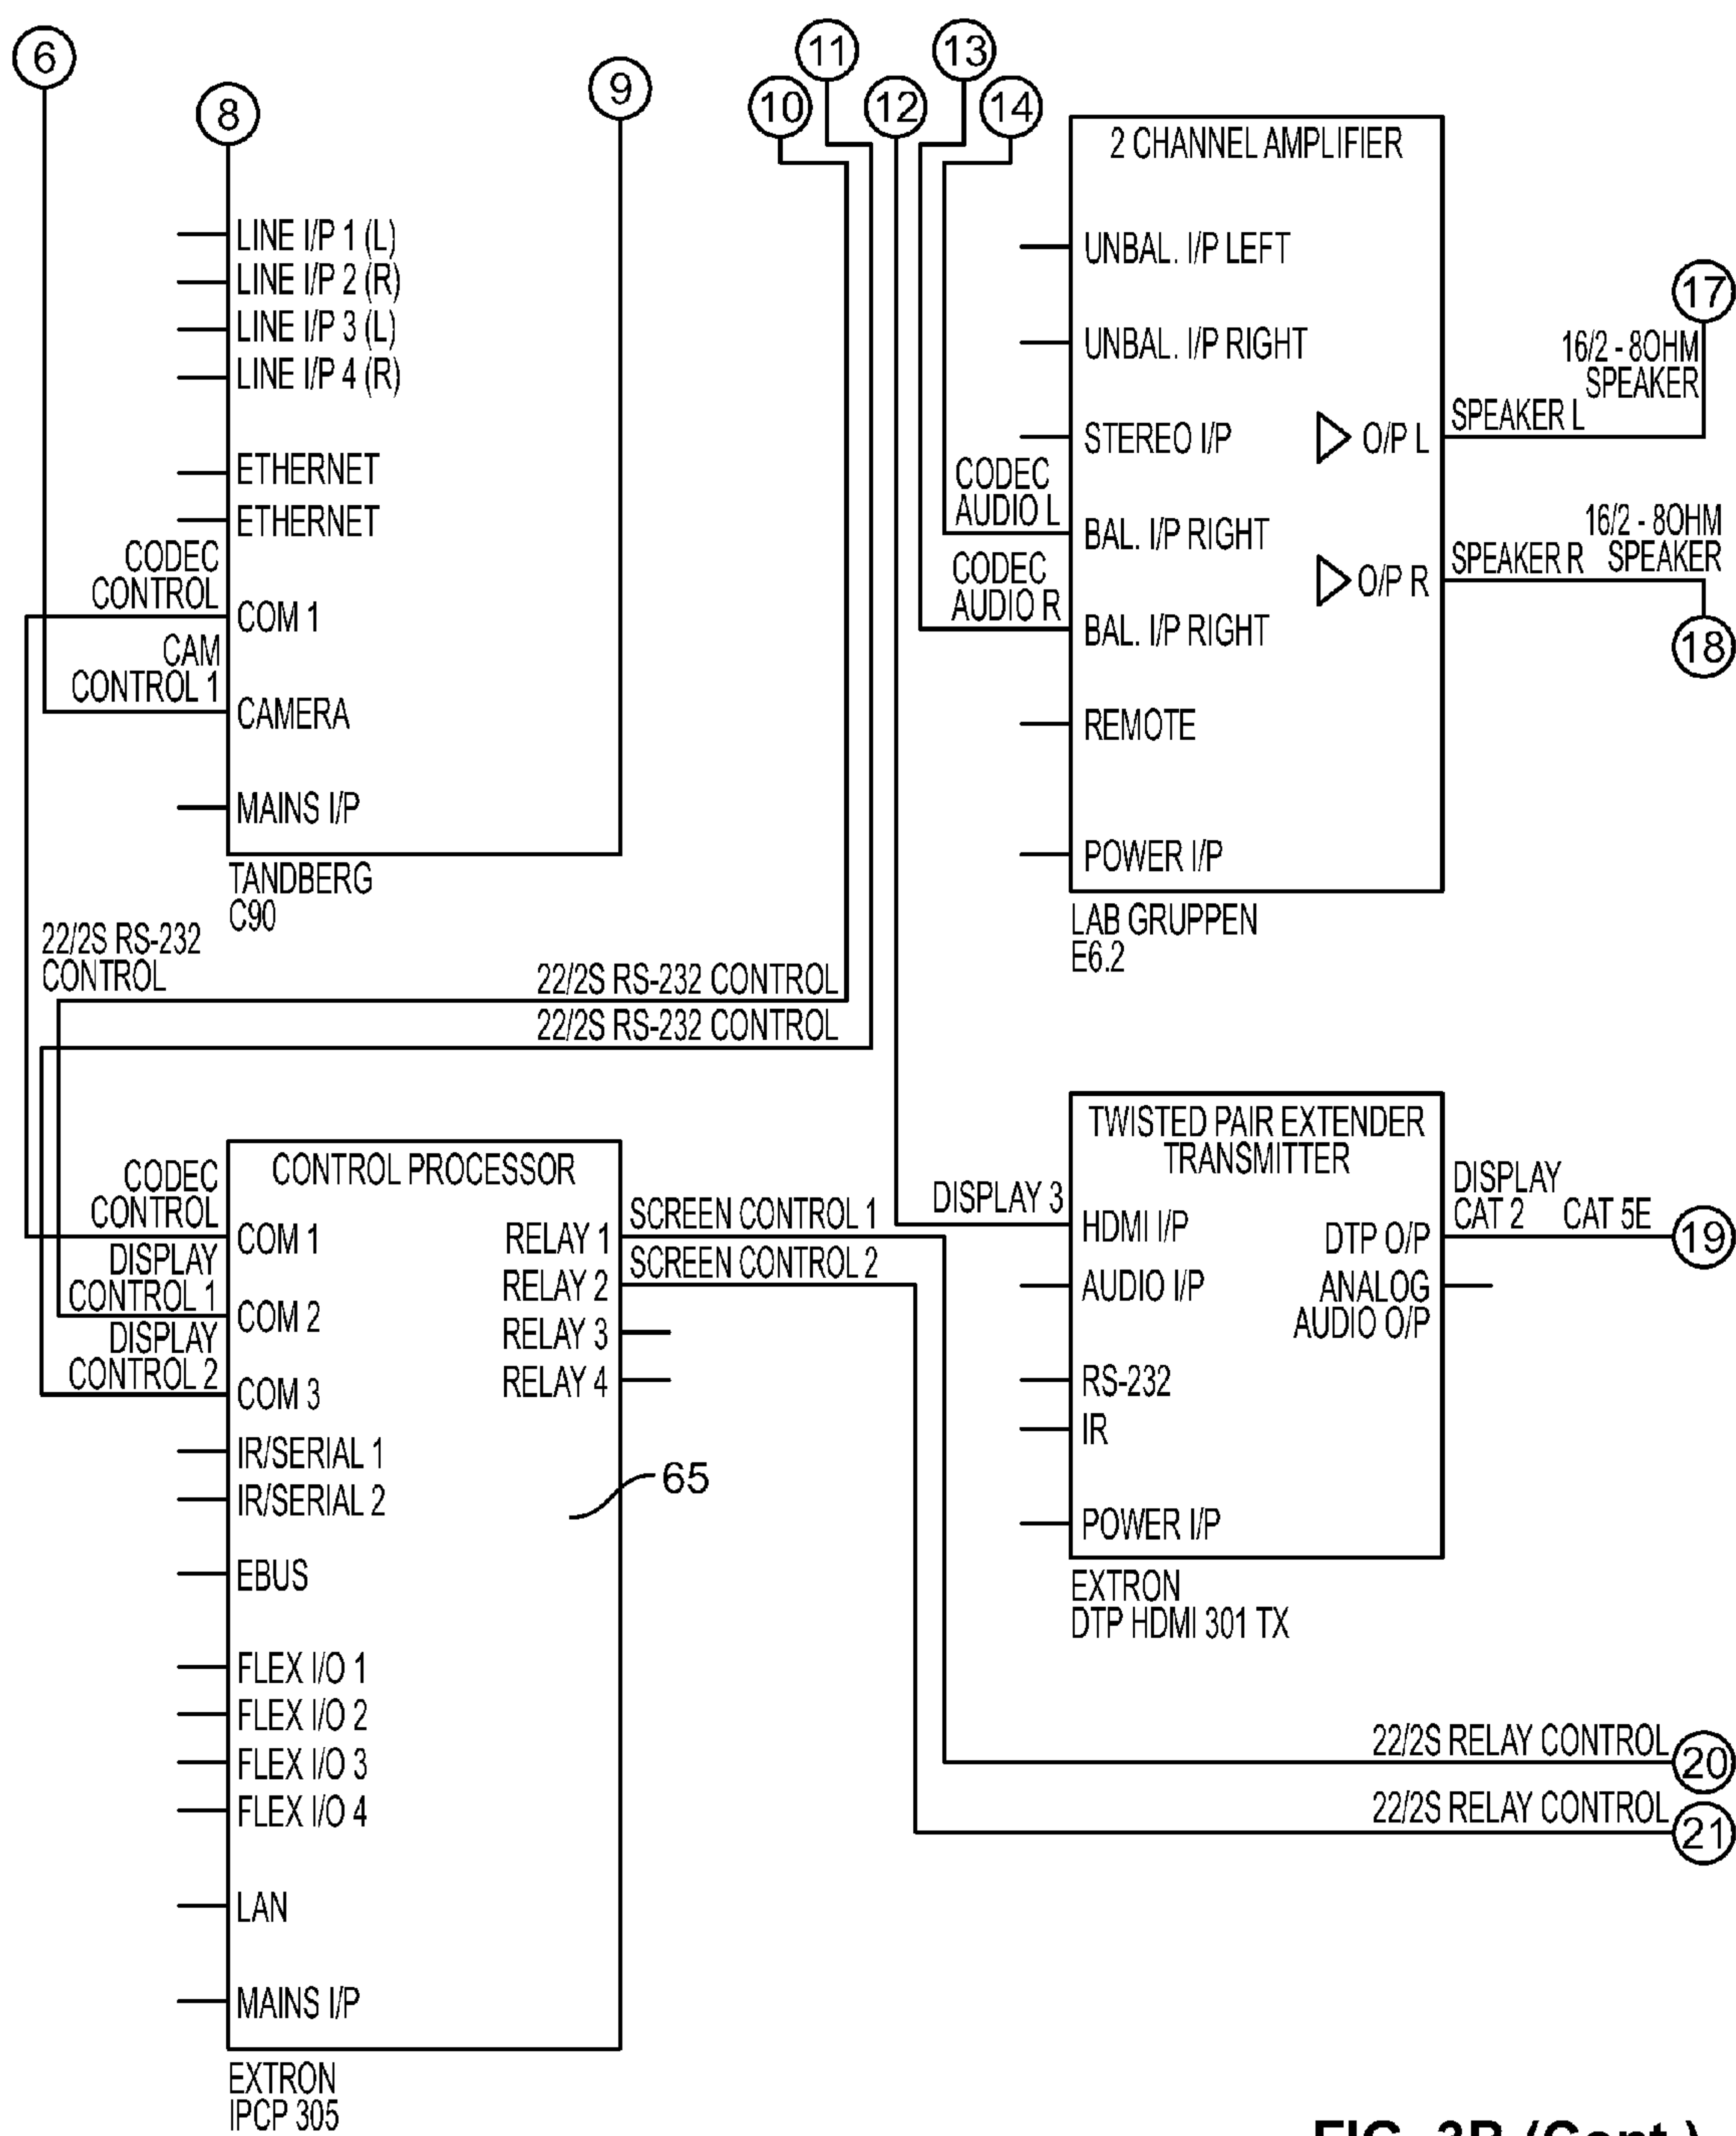 6
8
9
10
11
12
13
14
LINE I/P 1 (L)
LINE I/P 2 (R)
LINE I/P 3 (L)
LINE I/P 4 (R)
ETHERNET
ETHERNET
CODEC
CONTROL
COM 1
CAM
CONTROL 1
CAMERA
MAINS I/P
TANDBERG
C90
2 CHANNEL AMPLIFIER
UNBAL. I/P LEFT
UNBAL. I/P RIGHT
STEREO I/P
CODEC
AUDIO L
BAL. I/P RIGHT
CODEC
AUDIO R
BAL. I/P RIGHT
REMOTE
POWER I/P
O/P L
SPEAKER L
16/2 - 8OHM
SPEAKER
17
O/P R
SPEAKER R
16/2 - 8OHM
SPEAKER
18
LAB GRUPPEN
E6.2
22/2S RS-232
CONTROL
22/2S RS-232 CONTROL
22/2S RS-232 CONTROL
CONTROL PROCESSOR
CODEC
CONTROL
COM 1
DISPLAY
CONTROL 1
COM 2
DISPLAY
CONTROL 2
COM 3
IR/SERIAL 1
IR/SERIAL 2
EBUS
FLEX I/O 1
FLEX I/O 2
FLEX I/O 3
FLEX I/O 4
LAN
MAINS I/P
RELAY 1
SCREEN CONTROL 1
RELAY 2
SCREEN CONTROL 2
RELAY 3
RELAY 4
65
EXTRON
IPCP 305
TWISTED PAIR EXTENDER
TRANSMITTER
DISPLAY 3
HDMI I/P
AUDIO I/P
RS-232
IR
POWER I/P
DTP O/P
ANALOG
AUDIO O/P
DISPLAY
CAT 2
CAT 5E
19
EXTRON
DTP HDMI 301 TX
22/2S RELAY CONTROL
20
22/2S RELAY CONTROL
21
FIG. 3B (Cont.)